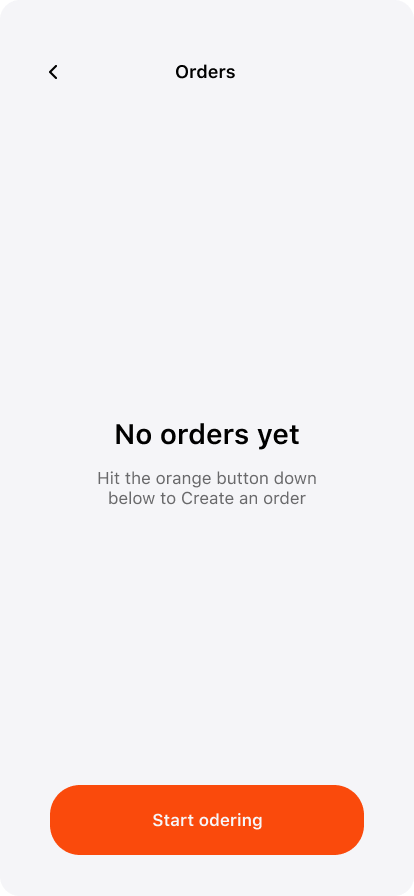 Orders
No orders yet
Hit the orange button down
below to Create an order
Start odering